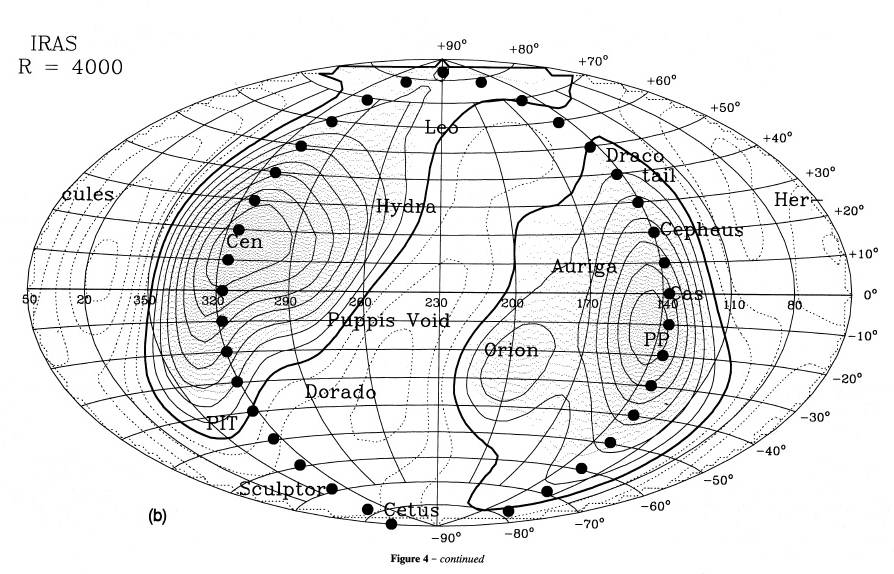 IRAS
R = 4000
+90°
+80°
+70°
+60°
+50°
+40°
+30°
+20°
+10°
0°
-10°
-20°
-30°
-40°
-50°
-60°
-70°
-80°
-90°
Leo
Draco
tail
cules
Her-
Hydra
Cepheus
Cen
Auriga
Cas
50 20 350 320 290 260 230 200 170 140 110 80
Puppis Void
PP
Orion
Dorado
PIT
Sculptor
Cetus
(b)
Figure 4 – continued